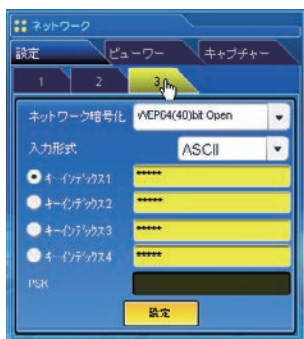 ネットワーク
設定 ビューワー キャプチャー
1 2 3
ネットワーク暗号化 WEP64(40)bit Open
入力形式 ASCII
キーインデックス1 *****
キーインデックス2 *****
キーインデックス3 *****
キーインデックス4 *****
PSK
設定